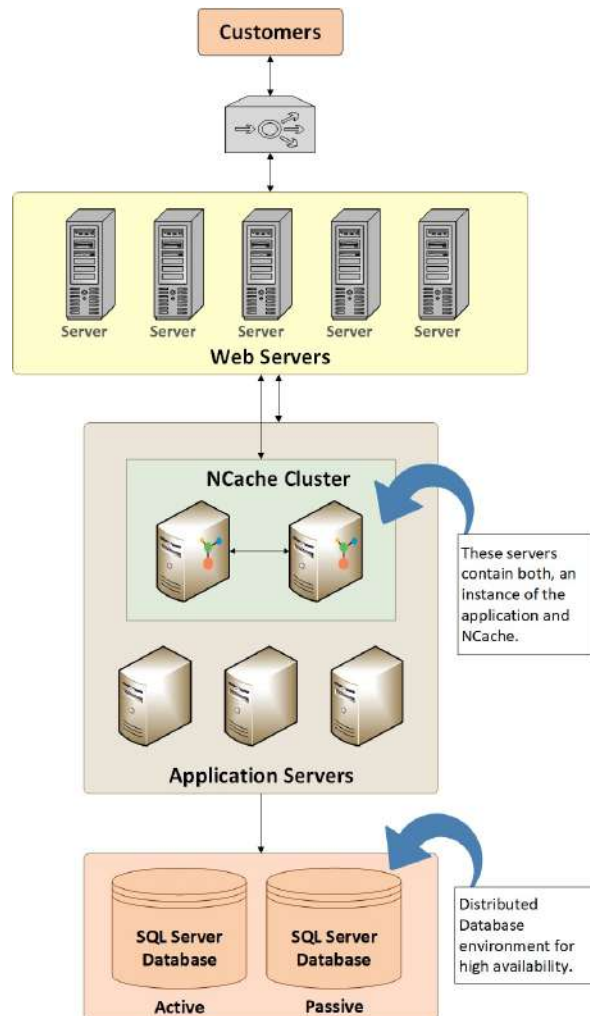 Customers
Server Server Server Server Server
Web Servers
NCache Cluster
These servers
contain both, an
instance of the
application and
NCache.
Application Servers
SQL Server
Database
SQL Server
Database
Active
Passive
Distributed
Database
environment for
high availability.